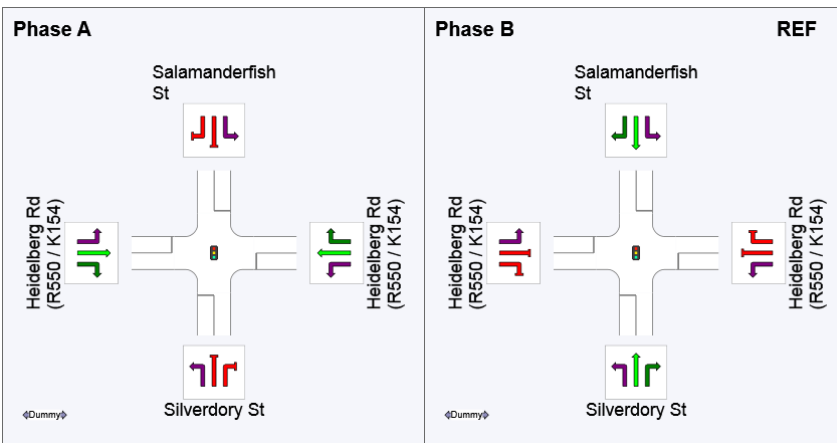 Phase A
Salamanderfish
St
Heidelberg Rd
(R550 / K154)
Heidelberg Rd
(R550 / K154)
Silverdory St
Dummy
Phase B
REF
Salamanderfish
St
Heidelberg Rd
(R550 / K154)
Heidelberg Rd
(R550 / K154)
Silverdory St
Dummy